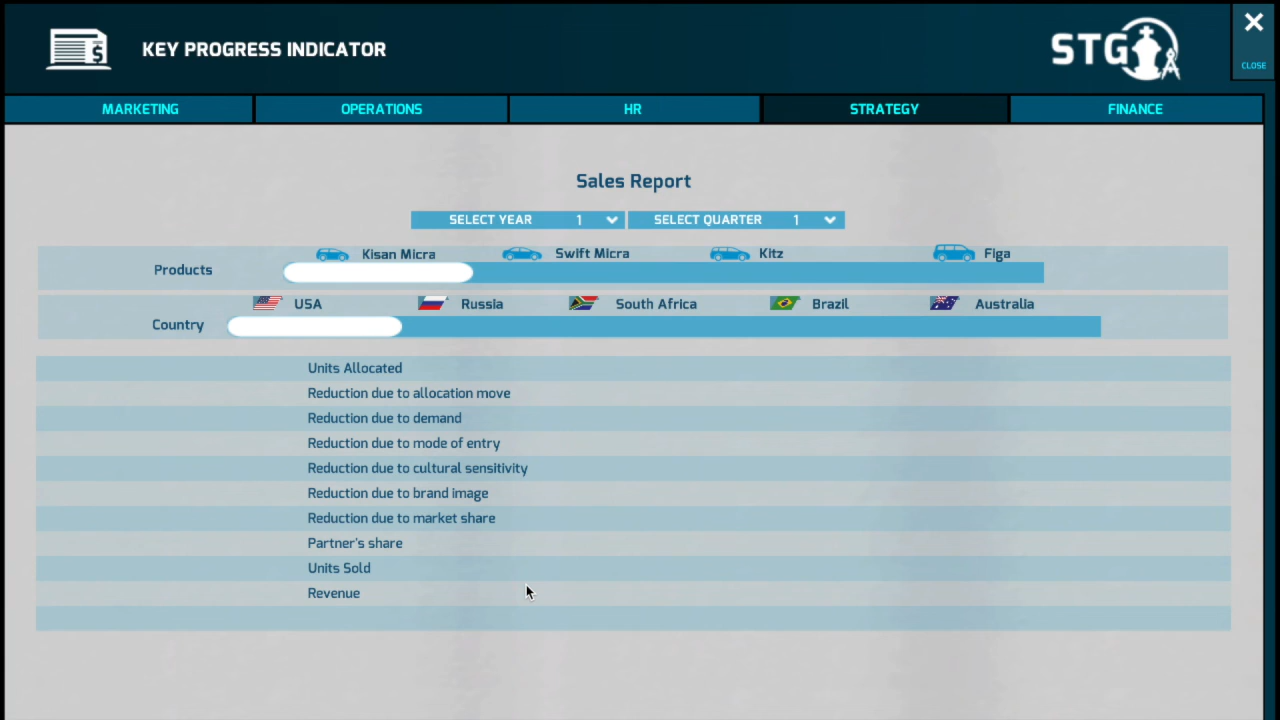 KEY PROGRESS INDICATOR
STG
CLOSE
MARKETING OPERATIONS HR STRATEGY FINANCE
Sales Report
SELECT YEAR 1 SELECT QUARTER 1
Products Kisan Micra Swift Micra Kitz Figa
Country USA Russia South Africa Brazil Australia
Units Allocated
Reduction due to allocation move
Reduction due to demand
Reduction due to mode of entry
Reduction due to cultural sensitivity
Reduction due to brand image
Reduction due to market share
Partner's share
Units Sold
Revenue